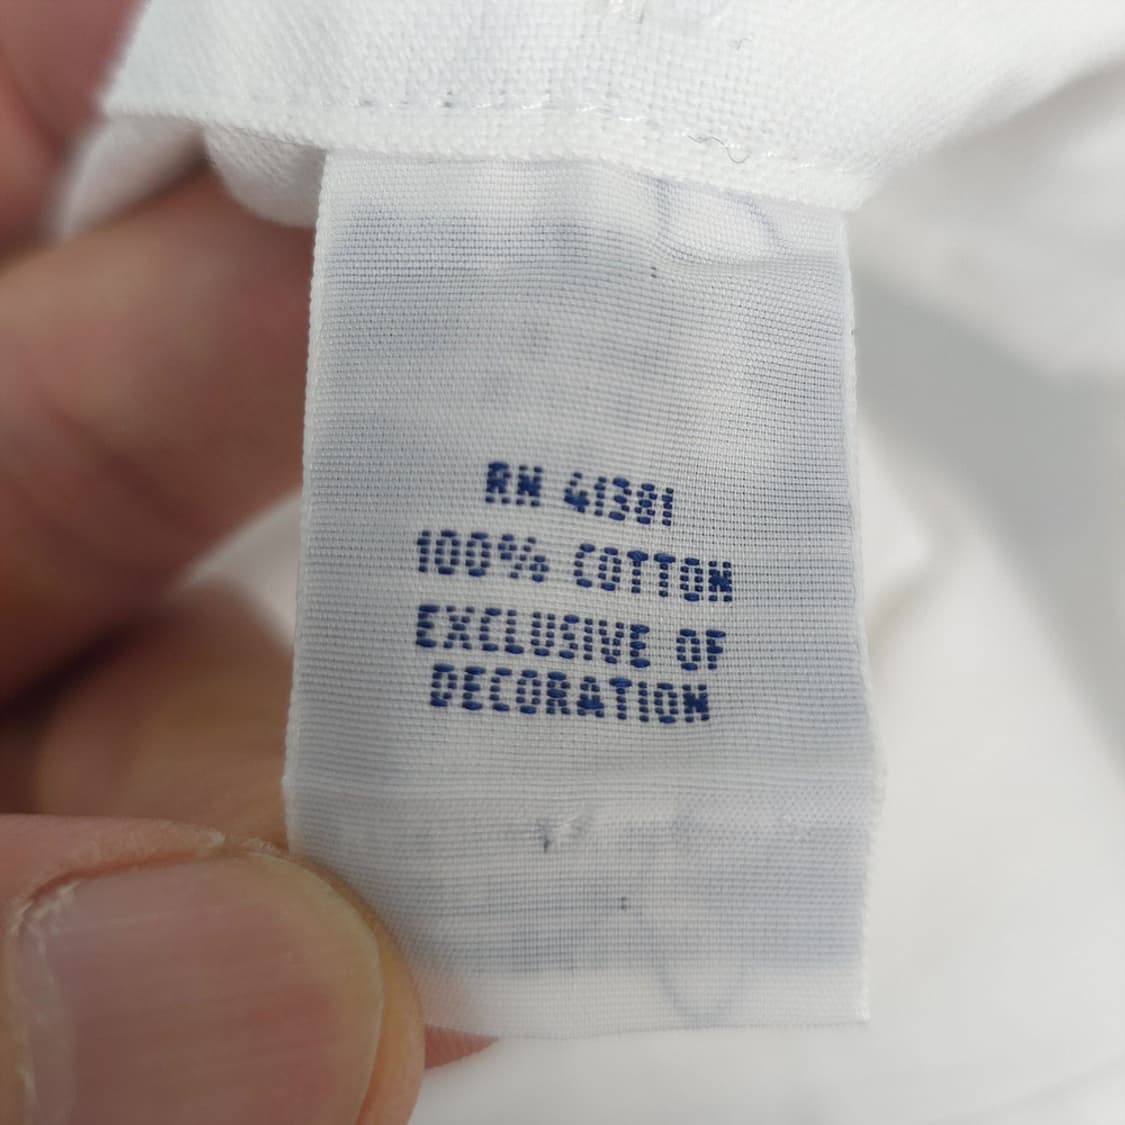 RN 41381
100% COTTON
EXCLUSIVE OF
DECORATION